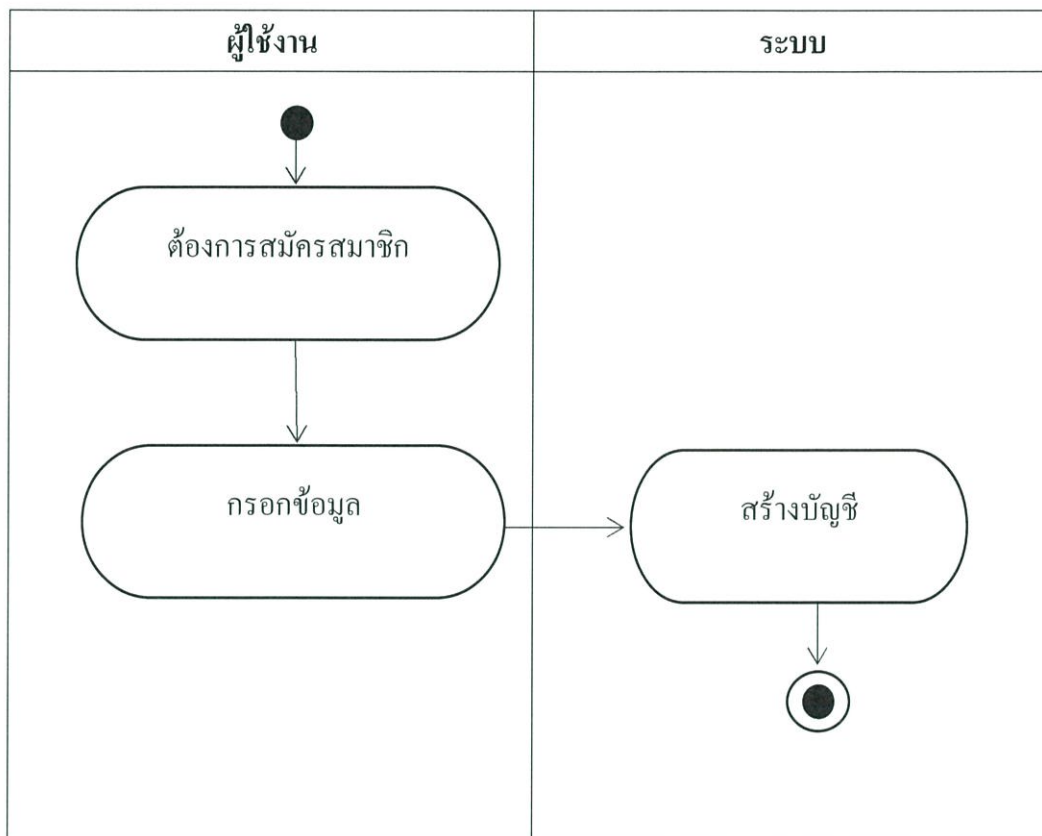 ผู้ใช้งาน
ระบบ
ต้องการสมัครสมาชิก
กรอกข้อมูล
สร้างบัญชี